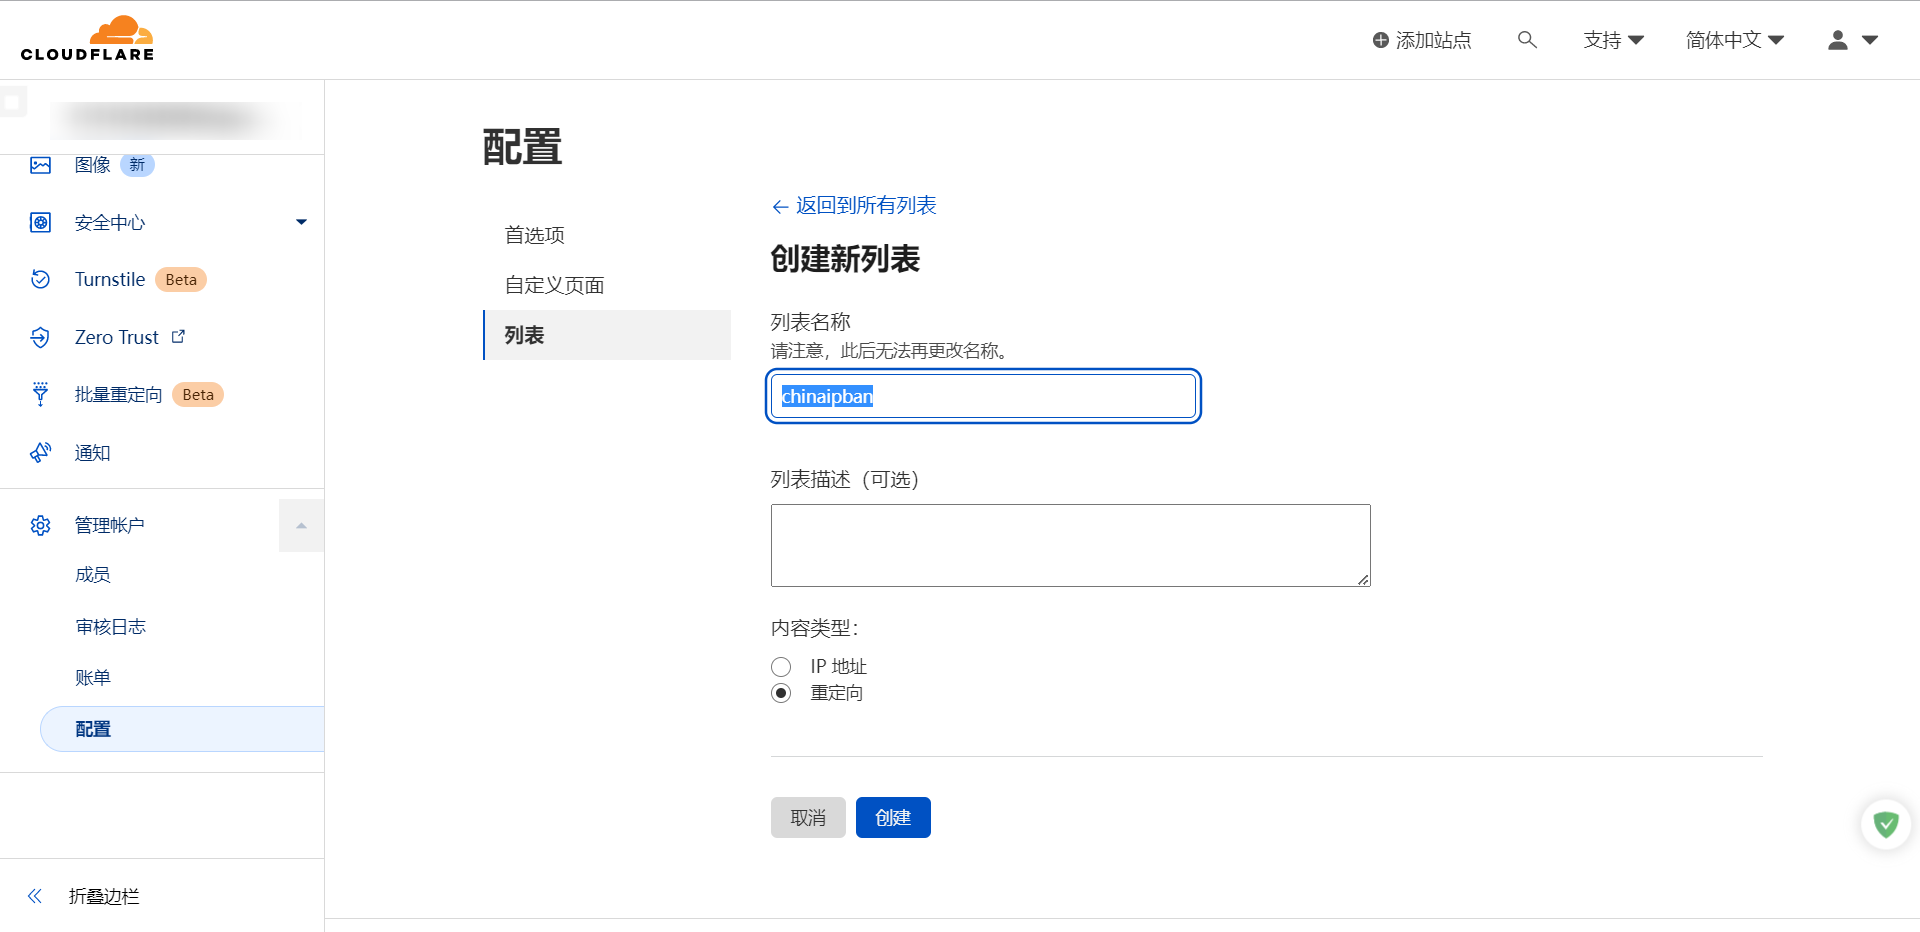 CLOUDFLARE
添加站点
支持
简体中文
图像 新
安全中心
Turnstile Beta
Zero Trust
批量重定向 Beta
通知
管理帐户
成员
审核日志
账单
配置
折叠边栏
配置
首选项
自定义页面
列表
← 返回到所有列表
创建新列表
列表名称
请注意，此后无法再更改名称。
chinaipban
列表描述（可选）
内容类型：
IP 地址
重定向
取消
创建